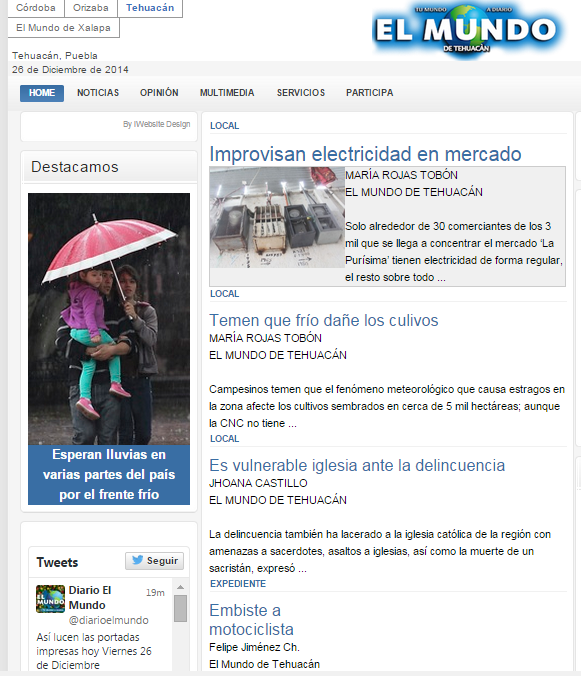 Córdoba
Orizaba
Tehuacán
El Mundo de Xalapa
TU MUNDO A DIARIO
EL MUNDO
DE TEHUACÁN
Tehuacán, Puebla
26 de Diciembre de 2014
HOME
NOTICIAS
OPINIÓN
MULTIMEDIA
SERVICIOS
PARTICIPA
By iWebsite Design
Destacamos
Esperan lluvias en
varias partes del país
por el frente frío
Tweets
Seguir
Diario El
Mundo
19m
@diarioelmundo
Así lucen las portadas
impresas hoy Viernes 26
de Diciembre
LOCAL
Improvisan electricidad en mercado
MARÍA ROJAS TOBÓN
EL MUNDO DE TEHUACÁN
Solo alrededor de 30 comerciantes de los 3
mil que se llega a concentrar el mercado ‘La
Purísima’ tienen electricidad de forma regular,
el resto sobre todo ...
LOCAL
Temen que frío dañe los culivos
MARÍA ROJAS TOBÓN
EL MUNDO DE TEHUACÁN
Campesinos temen que el fenómeno meteorológico que causa estragos en
la zona afecte los cultivos sembrados en cerca de 5 mil hectáreas; aunque
la CNC no tiene ...
LOCAL
Es vulnerable iglesia ante la delincuencia
JHOANA CASTILLO
EL MUNDO DE TEHUACÁN
La delincuencia también ha lacerado a la iglesia católica de la región con
amenazas a sacerdotes, asaltos a iglesias, así como la muerte de un
sacristán, expresó ...
EXPEDIENTE
Embiste a
motociclista
Felipe Jiménez Ch.
El Mundo de Tehuacán